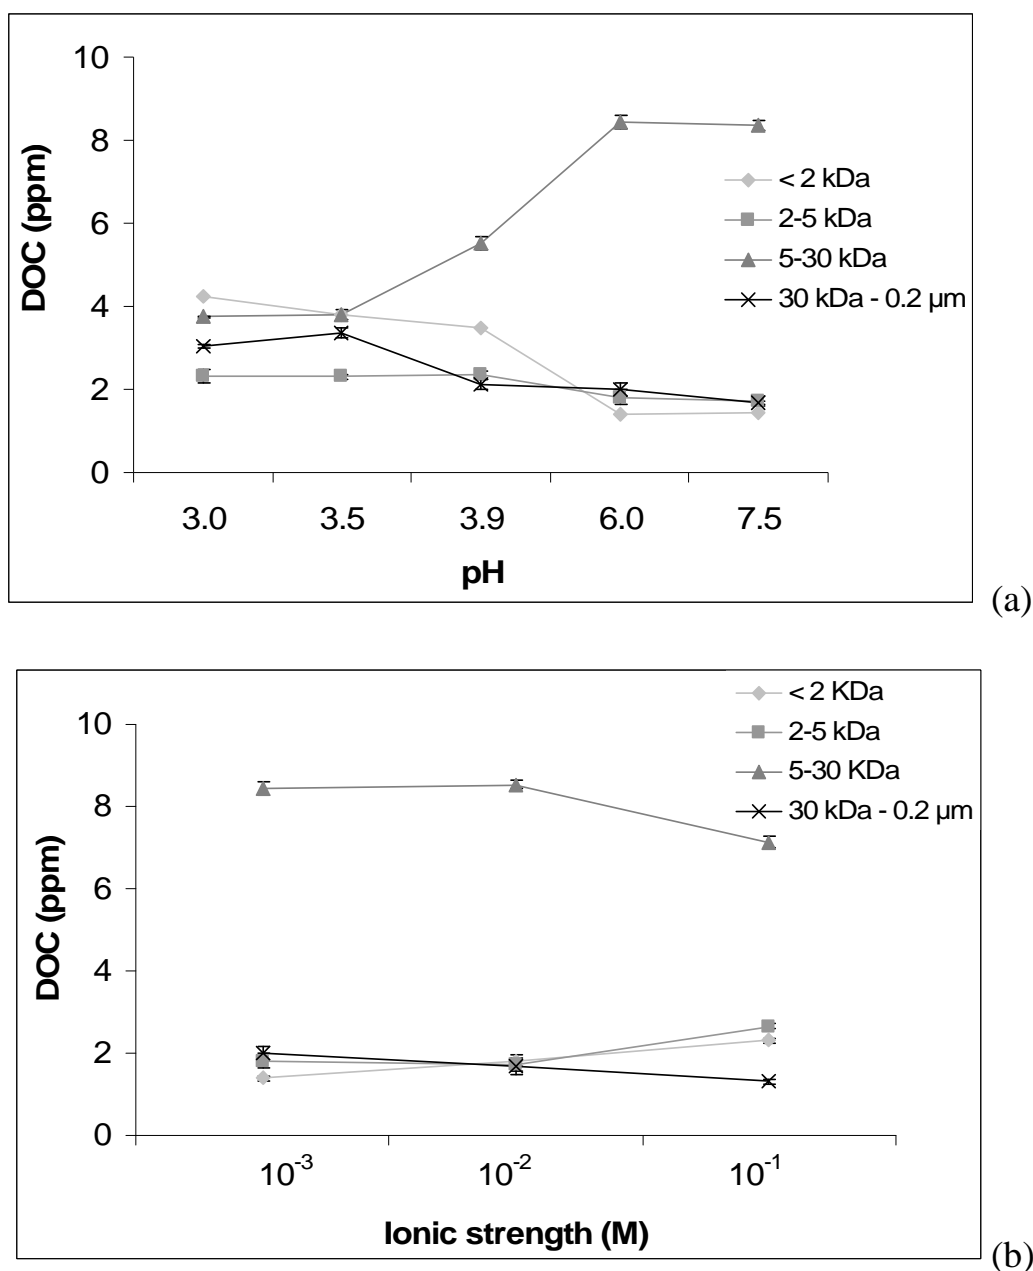 10
8
6
4
2
0
DOC (ppm)
< 2 kDa
2-5 kDa
5-30 kDa
30 kDa - 0.2 µm
3.0 3.5 3.9 6.0 7.5
pH
(a)
10
8
6
4
2
0
DOC (ppm)
< 2 KDa
2-5 kDa
5-30 KDa
30 kDa - 0.2 µm
10⁻³ 10⁻² 10⁻¹
Ionic strength (M)
(b)